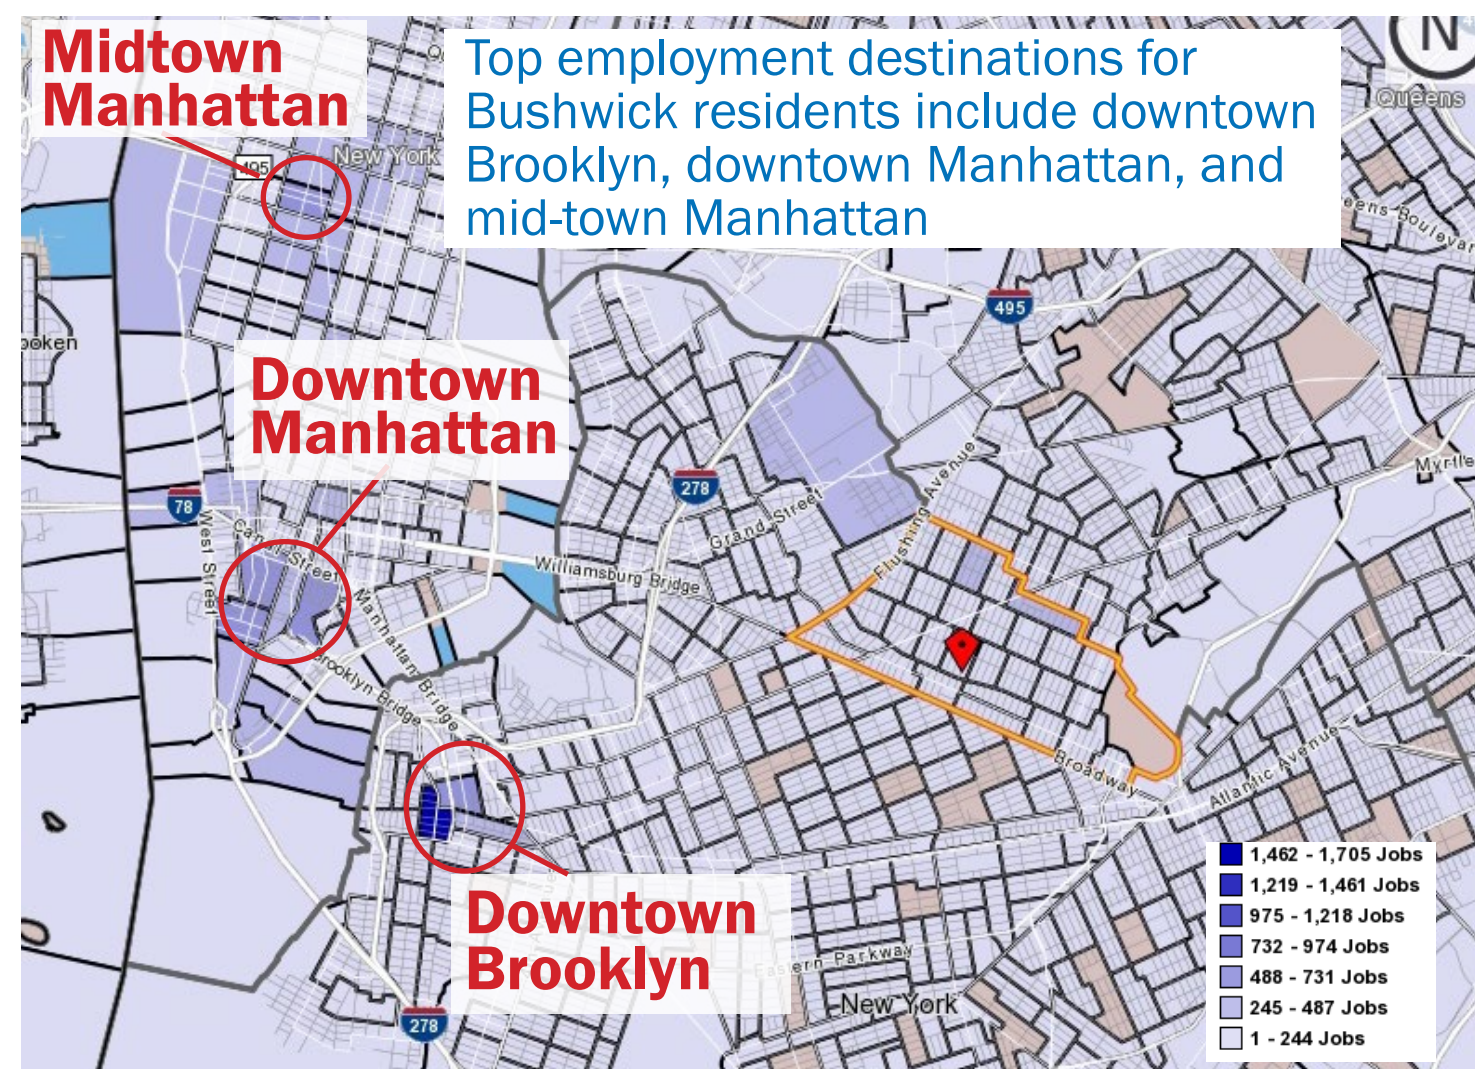 Midtown
Manhattan
Top employment destinations for
Bushwick residents include downtown
Brooklyn, downtown Manhattan, and
mid-town Manhattan
N
Queens
495
New York
495
Downtown
Manhattan
278
78
West Street
Canal Street
Grand Street
Flushing Avenue
Williamsburg Bridge
Manhattan Bridge
Brooklyn Bridge
Broadway
Atlantic Avenue
Downtown
Brooklyn
Eastern Parkway
New York
278
1,462 - 1,705 Jobs
1,219 - 1,461 Jobs
975 - 1,218 Jobs
732 - 974 Jobs
488 - 731 Jobs
245 - 487 Jobs
1 - 244 Jobs